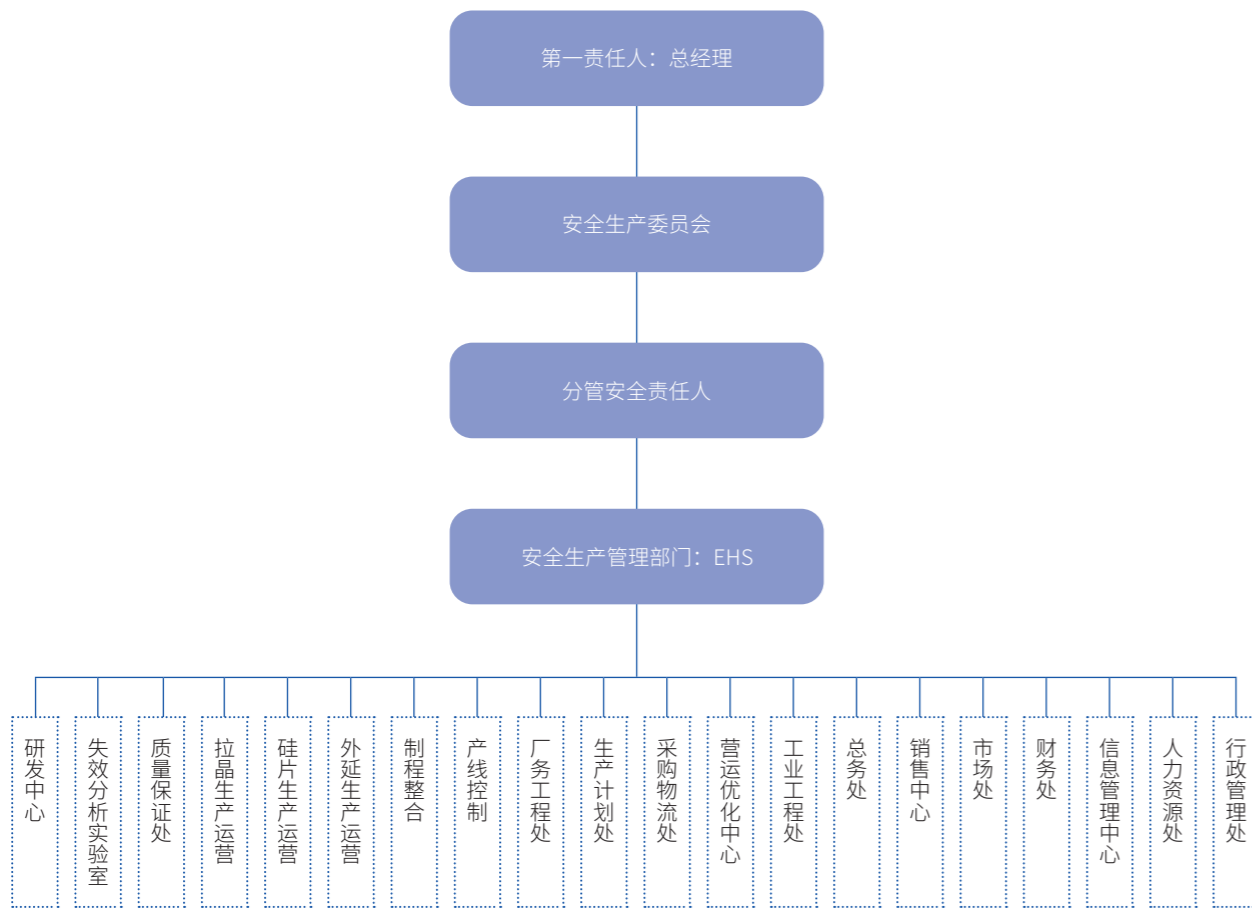 第一责任人：总经理
安全生产委员会
分管安全责任人
安全生产管理部门：EHS
研发中心
失效分析实验室
质量保证处
拉晶生产运营
硅片生产运营
外延生产运营
制程整合
产线控制
厂务工程处
生产计划处
采购物流处
营运优化中心
工业工程处
总务处
销售中心
市场处
财务处
信息管理中心
人力资源处
行政管理处